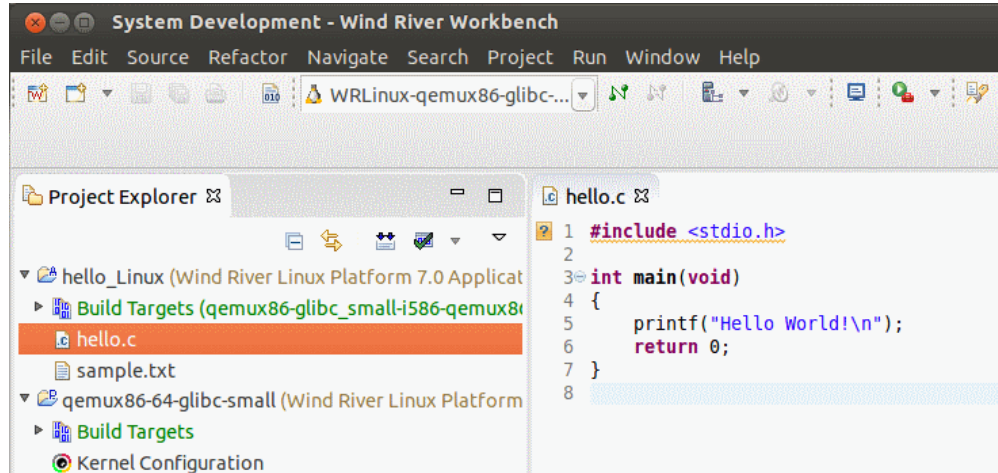 System Development - Wind River Workbench
File Edit Source Refactor Navigate Search Project Run Window Help
010 WRLinux-qemux86-glibc-...
Project Explorer
hello_Linux (Wind River Linux Platform 7.0 Applicat
Build Targets (qemux86-glibc_small-i586-qemux8
hello.c
sample.txt
qemux86-64-glibc-small (Wind River Linux Platform
Build Targets
Kernel Configuration
hello.c
1 #include <stdio.h>
2
3 int main(void)
4 {
5     printf("Hello World!\n");
6     return 0;
7 }
8